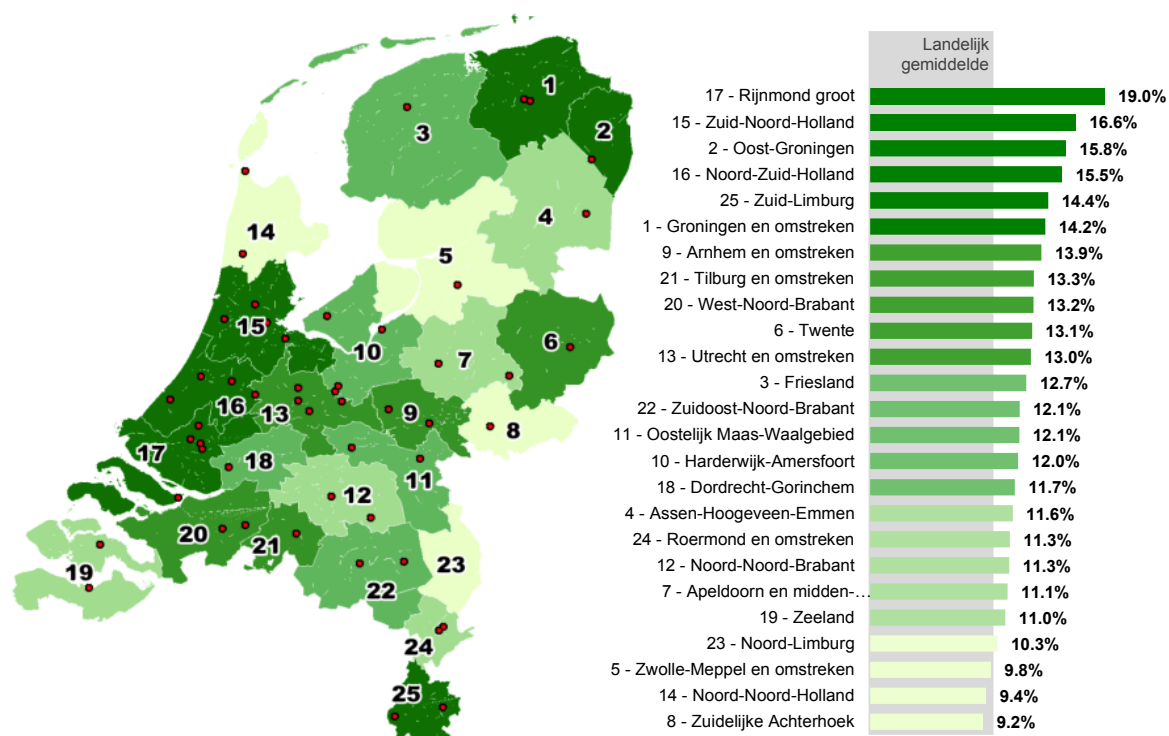 Landelijk
gemiddelde
17 - Rijnmond groot 19.0%
15 - Zuid-Noord-Holland 16.6%
2 - Oost-Groningen 15.8%
16 - Noord-Zuid-Holland 15.5%
25 - Zuid-Limburg 14.4%
1 - Groningen en omstreken 14.2%
9 - Arnhem en omstreken 13.9%
21 - Tilburg en omstreken 13.3%
20 - West-Noord-Brabant 13.2%
6 - Twente 13.1%
13 - Utrecht en omstreken 13.0%
3 - Friesland 12.7%
22 - Zuidoost-Noord-Brabant 12.1%
11 - Oostelijk Maas-Waalgebied 12.1%
10 - Harderwijk-Amersfoort 12.0%
18 - Dordrecht-Gorinchem 11.7%
4 - Assen-Hoogeveen-Emmen 11.6%
24 - Roermond en omstreken 11.3%
12 - Noord-Noord-Brabant 11.3%
7 - Apeldoorn en midden-... 11.1%
19 - Zeeland 11.0%
23 - Noord-Limburg 10.3%
5 - Zwolle-Meppel en omstreken 9.8%
14 - Noord-Noord-Holland 9.4%
8 - Zuidelijke Achterhoek 9.2%
1
2
3
4
14
5
15
10
6
7
16
13
9
8
17
18
11
12
20
21
19
23
22
24
25